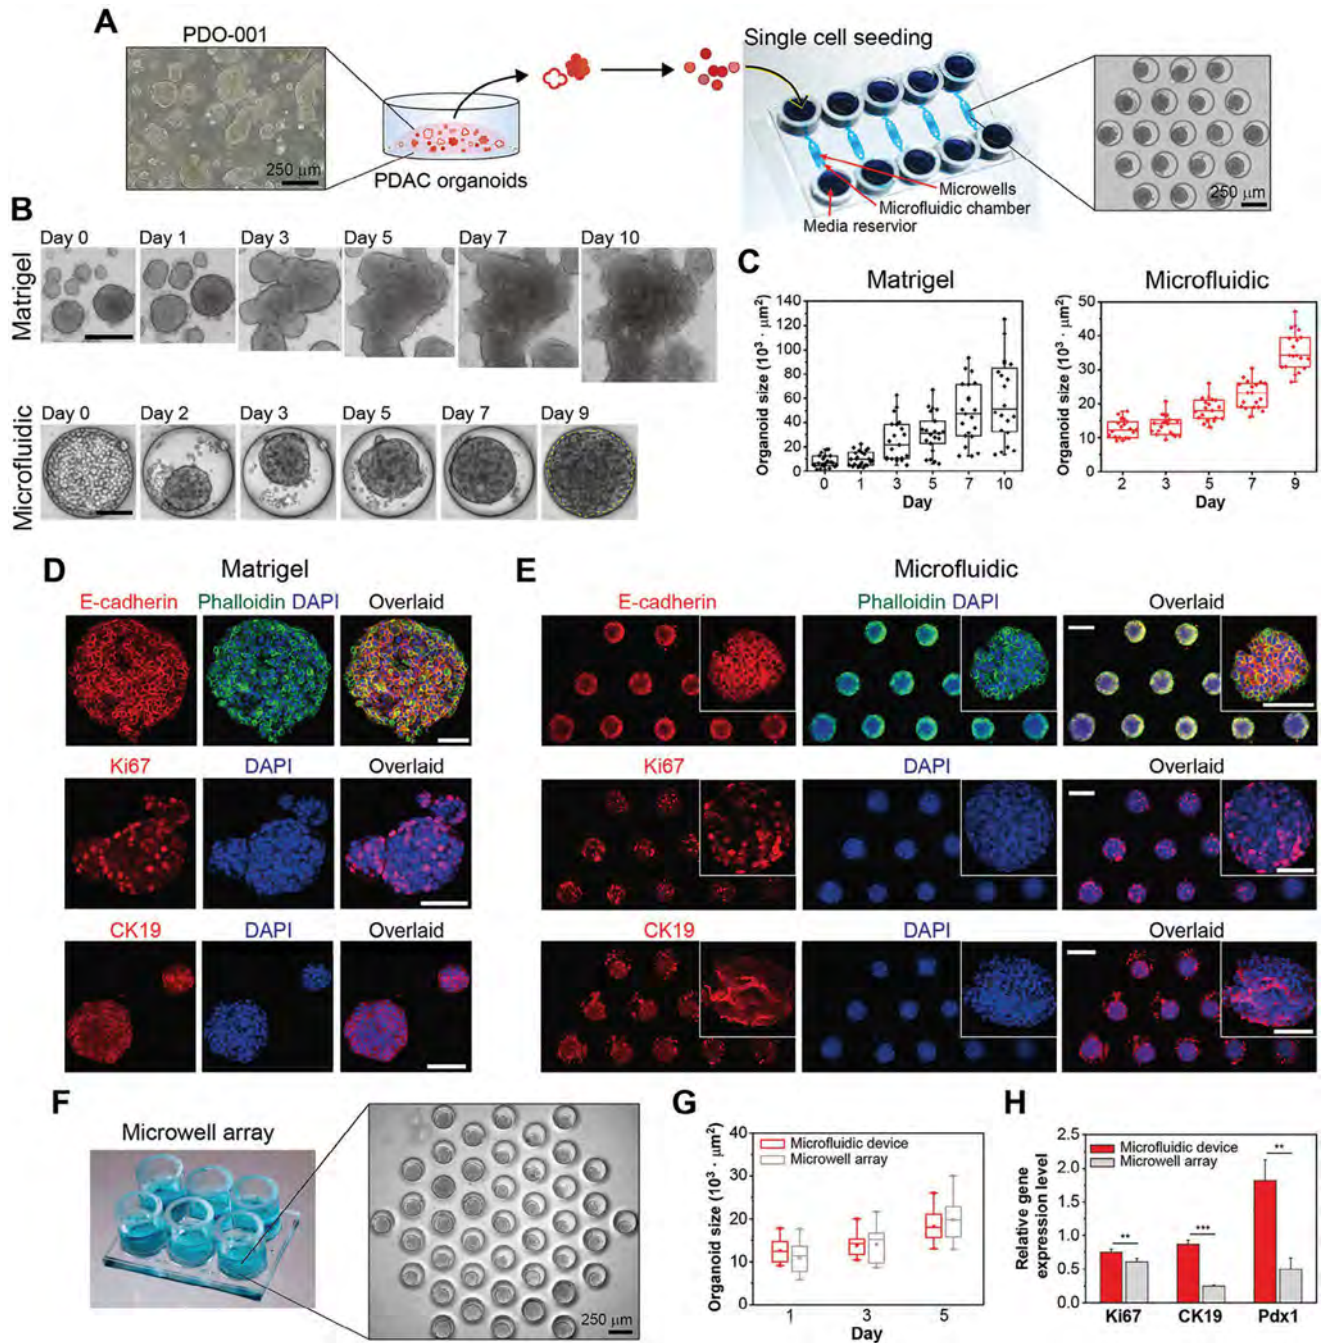 A
PDO-001
250 μm
PDAC organoids
Single cell seeding
Microwells
Microfluidic chamber
Media reservior
250 μm
B
Matrigel
Day 0 Day 1 Day 3 Day 5 Day 7 Day 10
Microfluidic
Day 0 Day 2 Day 3 Day 5 Day 7 Day 9
C
Matrigel
Organoid size (10³ · μm²)
140
120
100
80
60
40
20
0
0 1 3 5 7 10
Day
Microfluidic
Organoid size (10³ · μm²)
50
40
30
20
10
0
2 3 5 7 9
Day
D
Matrigel
E-cadherin Phalloidin DAPI Overlaid
Ki67 DAPI Overlaid
CK19 DAPI Overlaid
E
Microfluidic
E-cadherin Phalloidin DAPI Overlaid
Ki67 DAPI Overlaid
CK19 DAPI Overlaid
F
Microwell array
250 μm
G
Organoid size (10³ · μm²)
40
30
20
10
0
Microfluidic device
Microwell array
1 3 5
Day
H
Relative gene
expression level
2.5
2.0
1.5
1.0
0.5
0
Microfluidic device
Microwell array
** *** **
Ki67 CK19 Pdx1